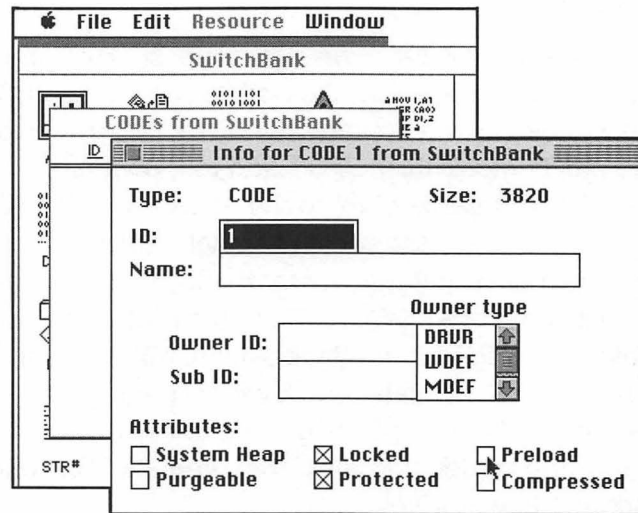 File Edit Resource Window
SwitchBank
01011101
00101001
CODEs from SwitchBank
ID
Info for CODE 1 from SwitchBank
Type: CODE Size: 3820
ID: 1
Name:
Owner type
Owner ID:
DRVR
Sub ID:
WDEF
MDEF
Attributes:
System Heap Locked Preload
Purgeable Protected Compressed
STR#